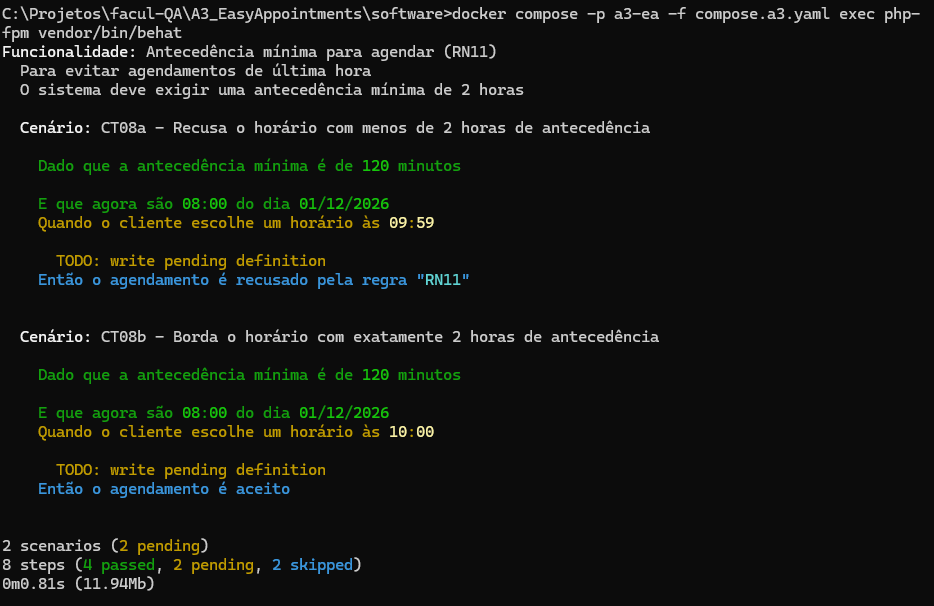 C:\Projetos\facul-QA\A3_EasyAppointments\software>docker compose -p a3-ea -f compose.a3.yaml exec php-
fpm vendor/bin/behat
Funcionalidade: Antecedência mínima para agendar (RN11)
Para evitar agendamentos de última hora
O sistema deve exigir uma antecedência mínima de 2 horas
Cenário: CT08a - Recusa o horário com menos de 2 horas de antecedência
Dado que a antecedência mínima é de 120 minutos
E que agora são 08:00 do dia 01/12/2026
Quando o cliente escolhe um horário às 09:59
TODO: write pending definition
Então o agendamento é recusado pela regra "RN11"
Cenário: CT08b - Borda o horário com exatamente 2 horas de antecedência
Dado que a antecedência mínima é de 120 minutos
E que agora são 08:00 do dia 01/12/2026
Quando o cliente escolhe um horário às 10:00
TODO: write pending definition
Então o agendamento é aceito
2 scenarios (2 pending)
8 steps (4 passed, 2 pending, 2 skipped)
0m0.81s (11.94Mb)